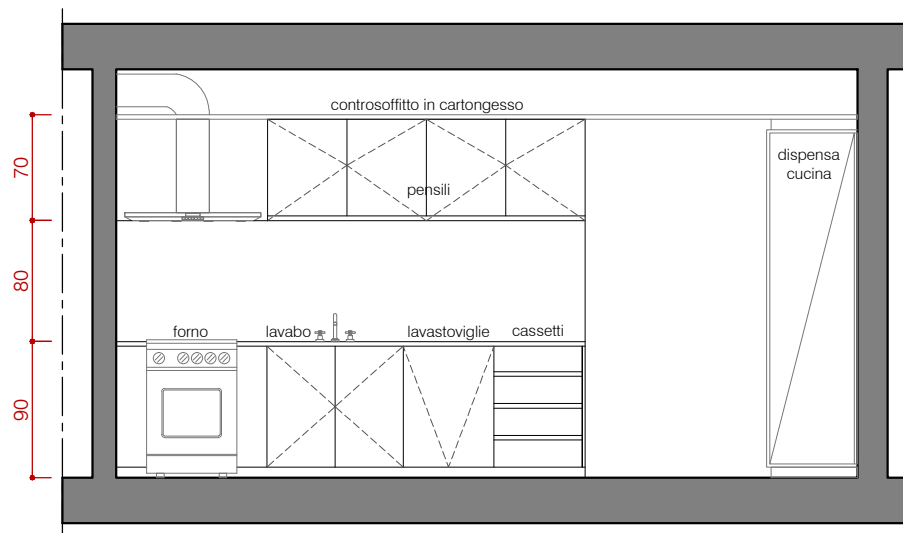 controsoffitto in cartongesso
70
dispensa
cucina
pensili
80
forno
lavabo
lavastoviglie
cassetti
90